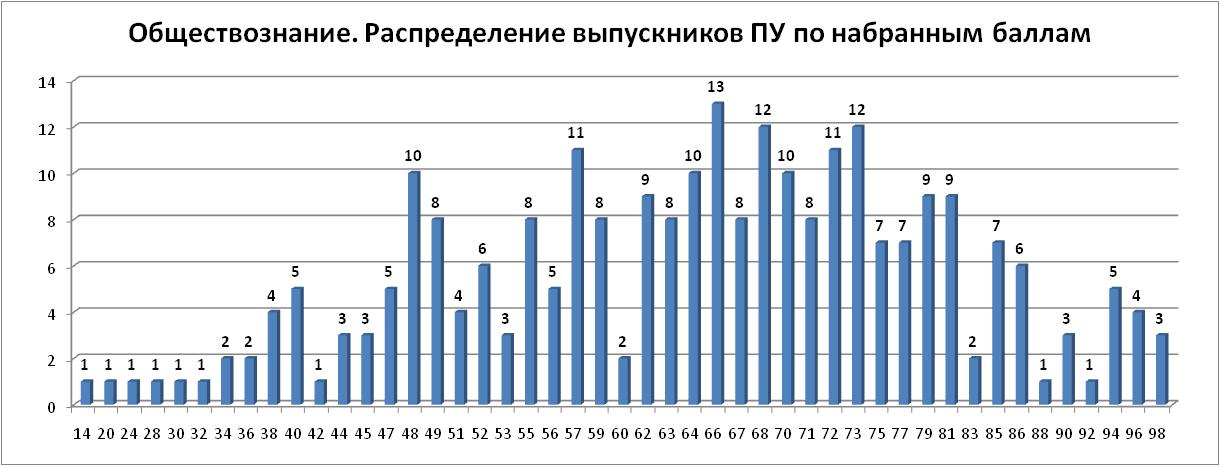 Обществознание. Распределение выпускников ПУ по набранным баллам
14
12
10
8
6
4
2
0
1 1 1 1 1 1 2 2 4 5 1 3 3 5 10 8 4 6 3 8 5 11 8 2 9 8 10 13 8 12 10 8 11 12 7 7 9 9 2 7 6 1 3 1 5 4 3
14 20 24 28 30 32 34 36 38 40 42 44 45 47 48 49 51 52 53 55 56 57 59 60 62 63 64 66 67 68 70 71 72 73 75 77 79 81 83 85 86 88 90 92 94 96 98